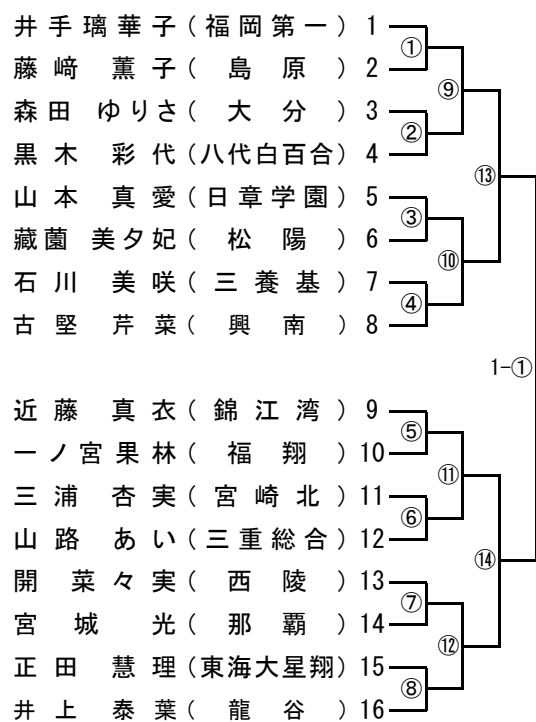 井手璃華子(福岡第一) 1
①
藤﨑 薫子(島原) 2
⑨
森田 ゆりさ(大分) 3
②
黒木 彩代(八代白百合) 4
⑬
山本 真愛(日章学園) 5
③
藏薗 美夕妃(松陽) 6
⑩
石川 美咲(三養基) 7
④
古堅 芹菜(興南) 8
1-①
近藤 真衣(錦江湾) 9
⑤
一ノ宮果林(福翔) 10
⑪
三浦 杏実(宮崎北) 11
⑥
山路 あい(三重総合) 12
⑭
開 菜々実(西陵) 13
⑦
宮城 光(那覇) 14
⑫
正田 慧理(東海大星翔) 15
⑧
井上 泰葉(龍谷) 16